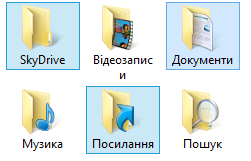 SkyDrive
Відеозапис
и
Документи
Музика
Посилання
Пошук